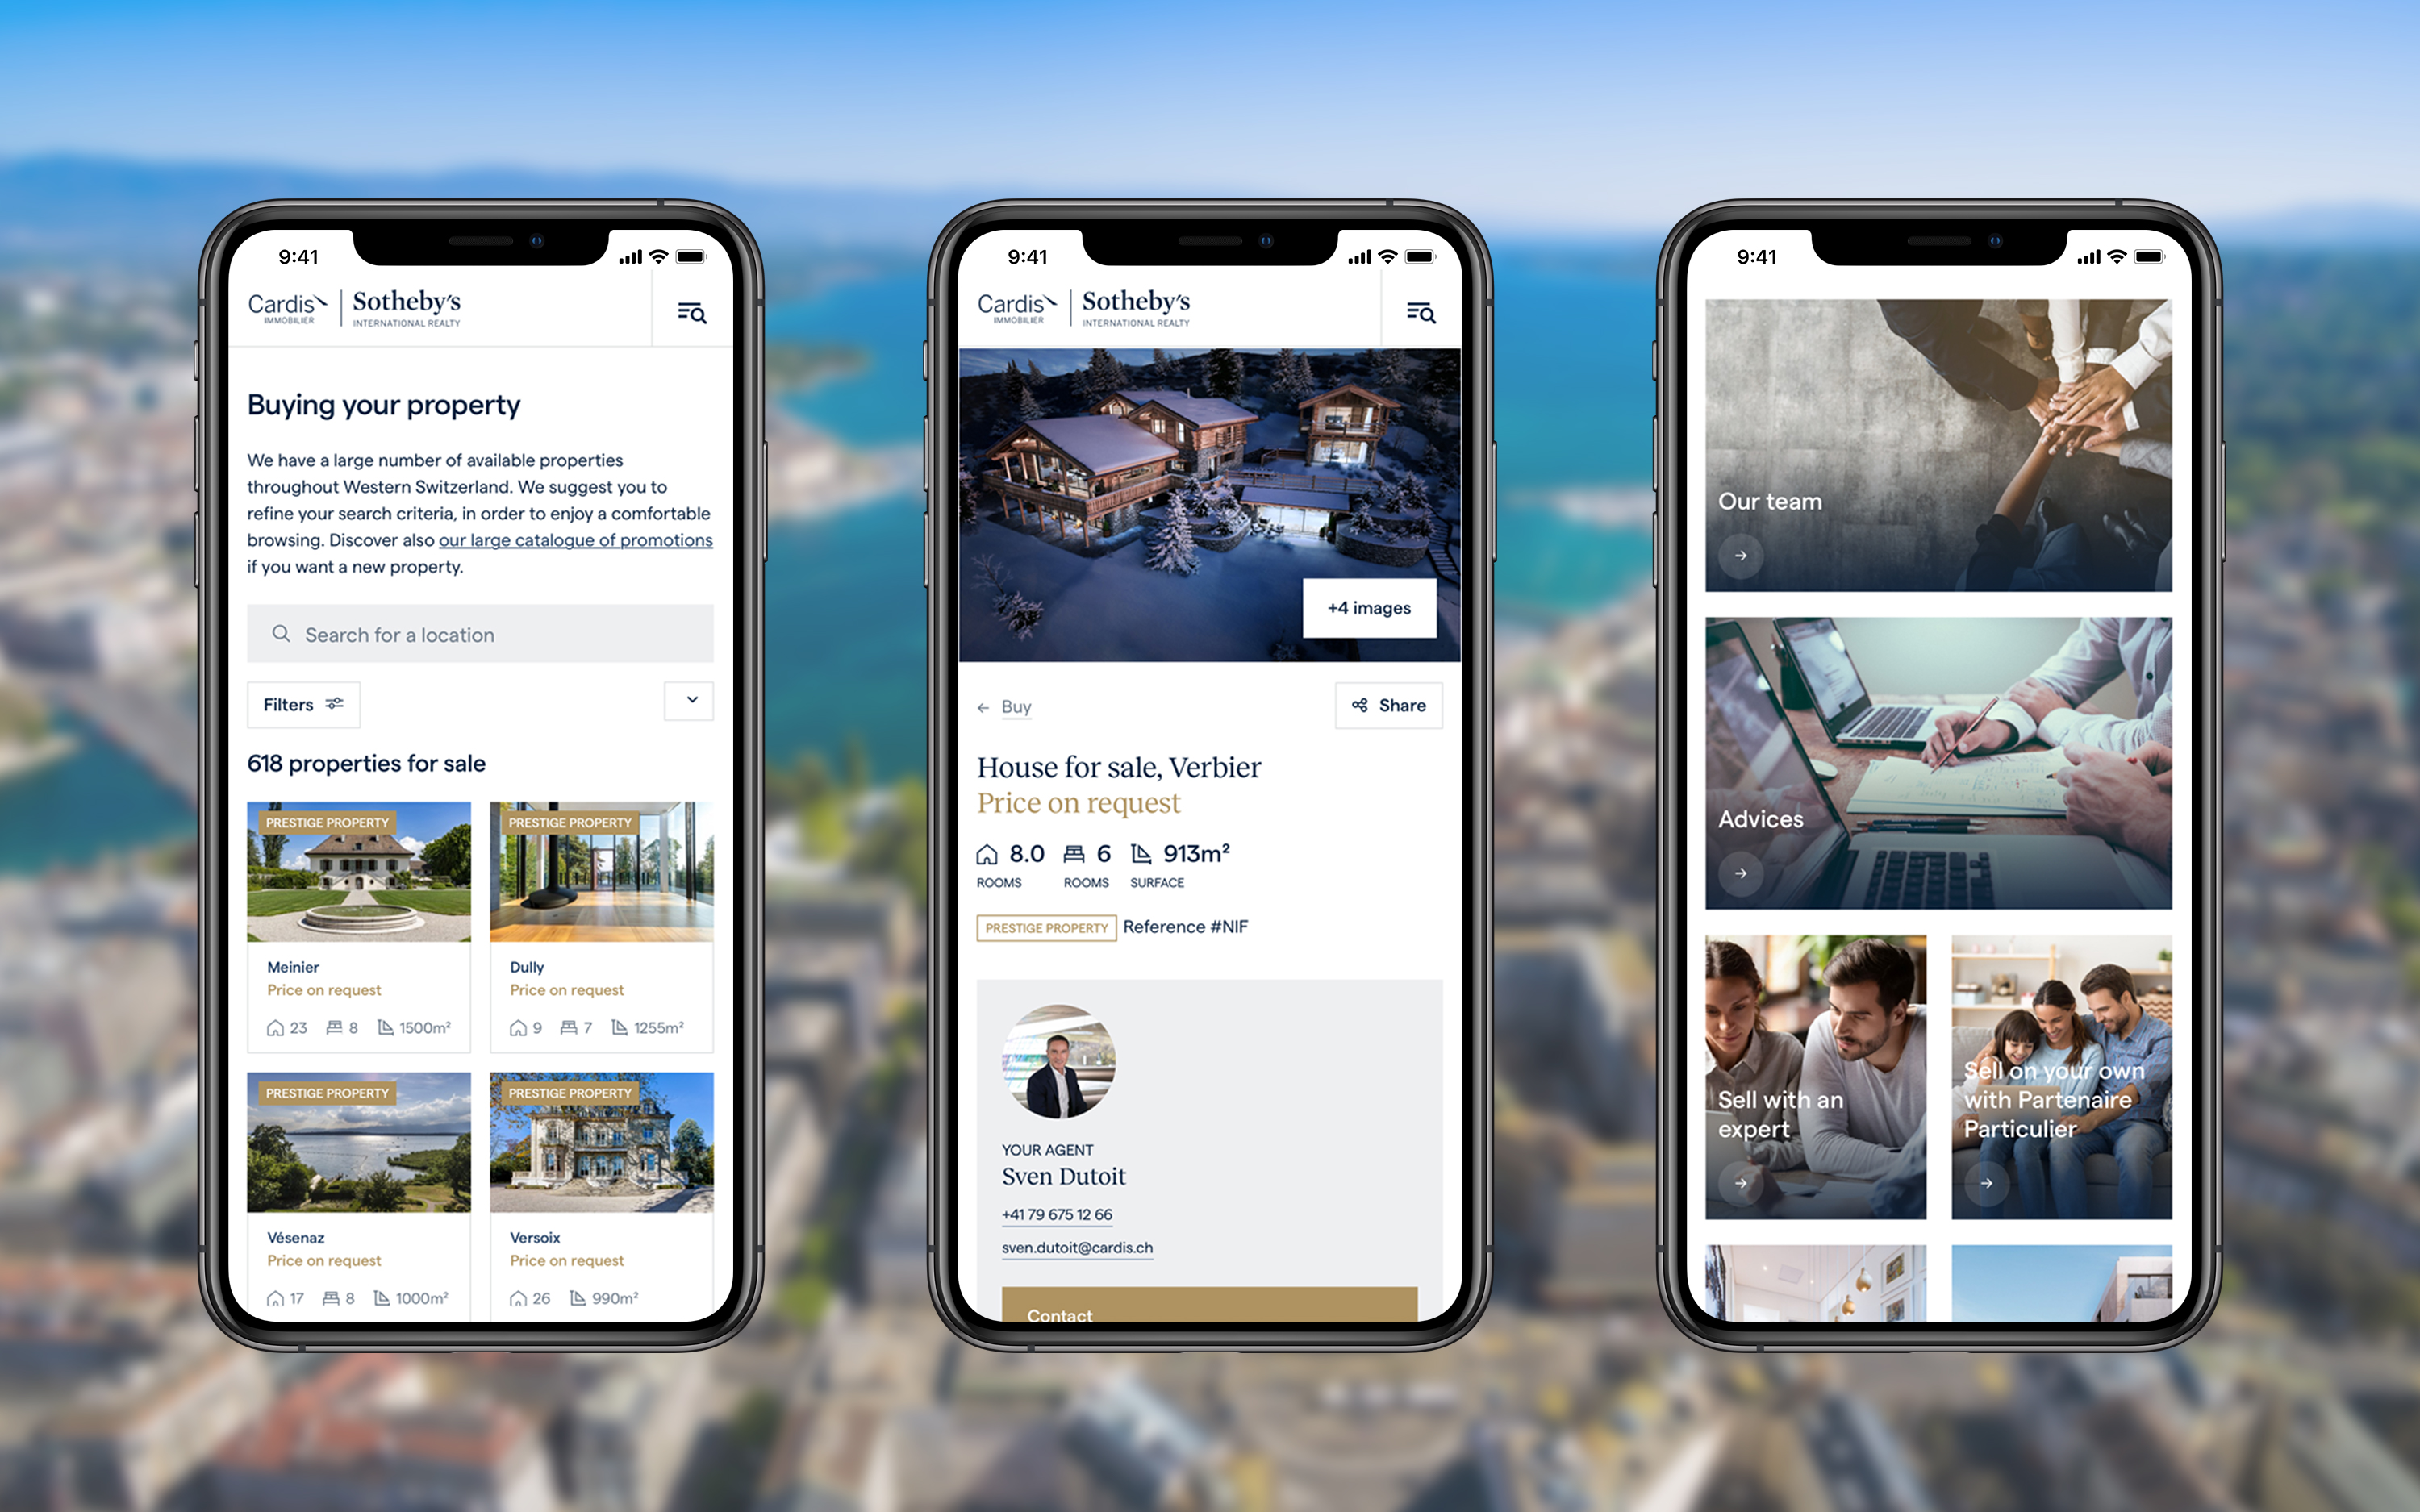 9:41
Cardis
IMMOBILIER
Sotheby's
INTERNATIONAL REALTY
Buying your property
We have a large number of available properties
throughout Western Switzerland. We suggest you to
refine your search criteria, in order to enjoy a comfortable
browsing. Discover also our large catalogue of promotions
if you want a new property.
Search for a location
Filters
618 properties for sale
PRESTIGE PROPERTY
Meinier
Price on request
23 8 1500m²
PRESTIGE PROPERTY
Dully
Price on request
9 7 1255m²
PRESTIGE PROPERTY
Vésenaz
Price on request
17 8 1000m²
PRESTIGE PROPERTY
Versoix
Price on request
26 990m²
9:41
Cardis
IMMOBILIER
Sotheby's
INTERNATIONAL REALTY
+4 images
Buy
Share
House for sale, Verbier
Price on request
8.0 6 913m²
ROOMS ROOMS SURFACE
PRESTIGE PROPERTY Reference #NIF
YOUR AGENT
Sven Dutoit
+41 79 675 12 66
sven.dutoit@cardis.ch
Contact
9:41
Our team
Advices
Sell with an
expert
Sell on your own
with Partenaire
Particulier